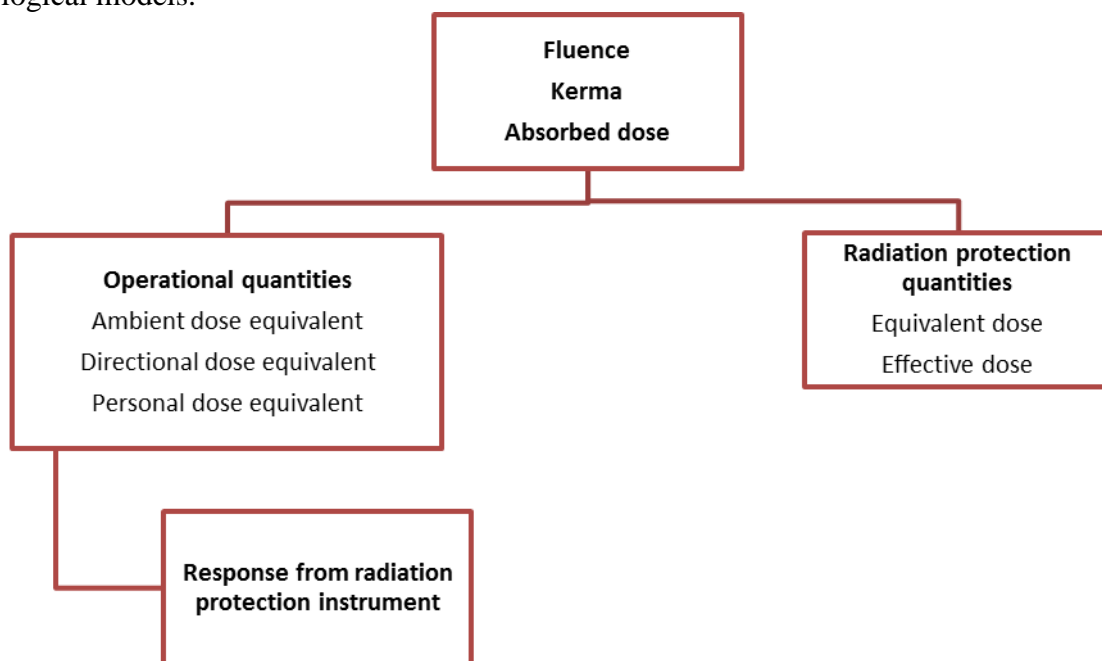 logical models.
Fluence
Kerma
Absorbed dose
Operational quantities
Ambient dose equivalent
Directional dose equivalent
Personal dose equivalent
Radiation protection
quantities
Equivalent dose
Effective dose
Response from radiation
protection instrument